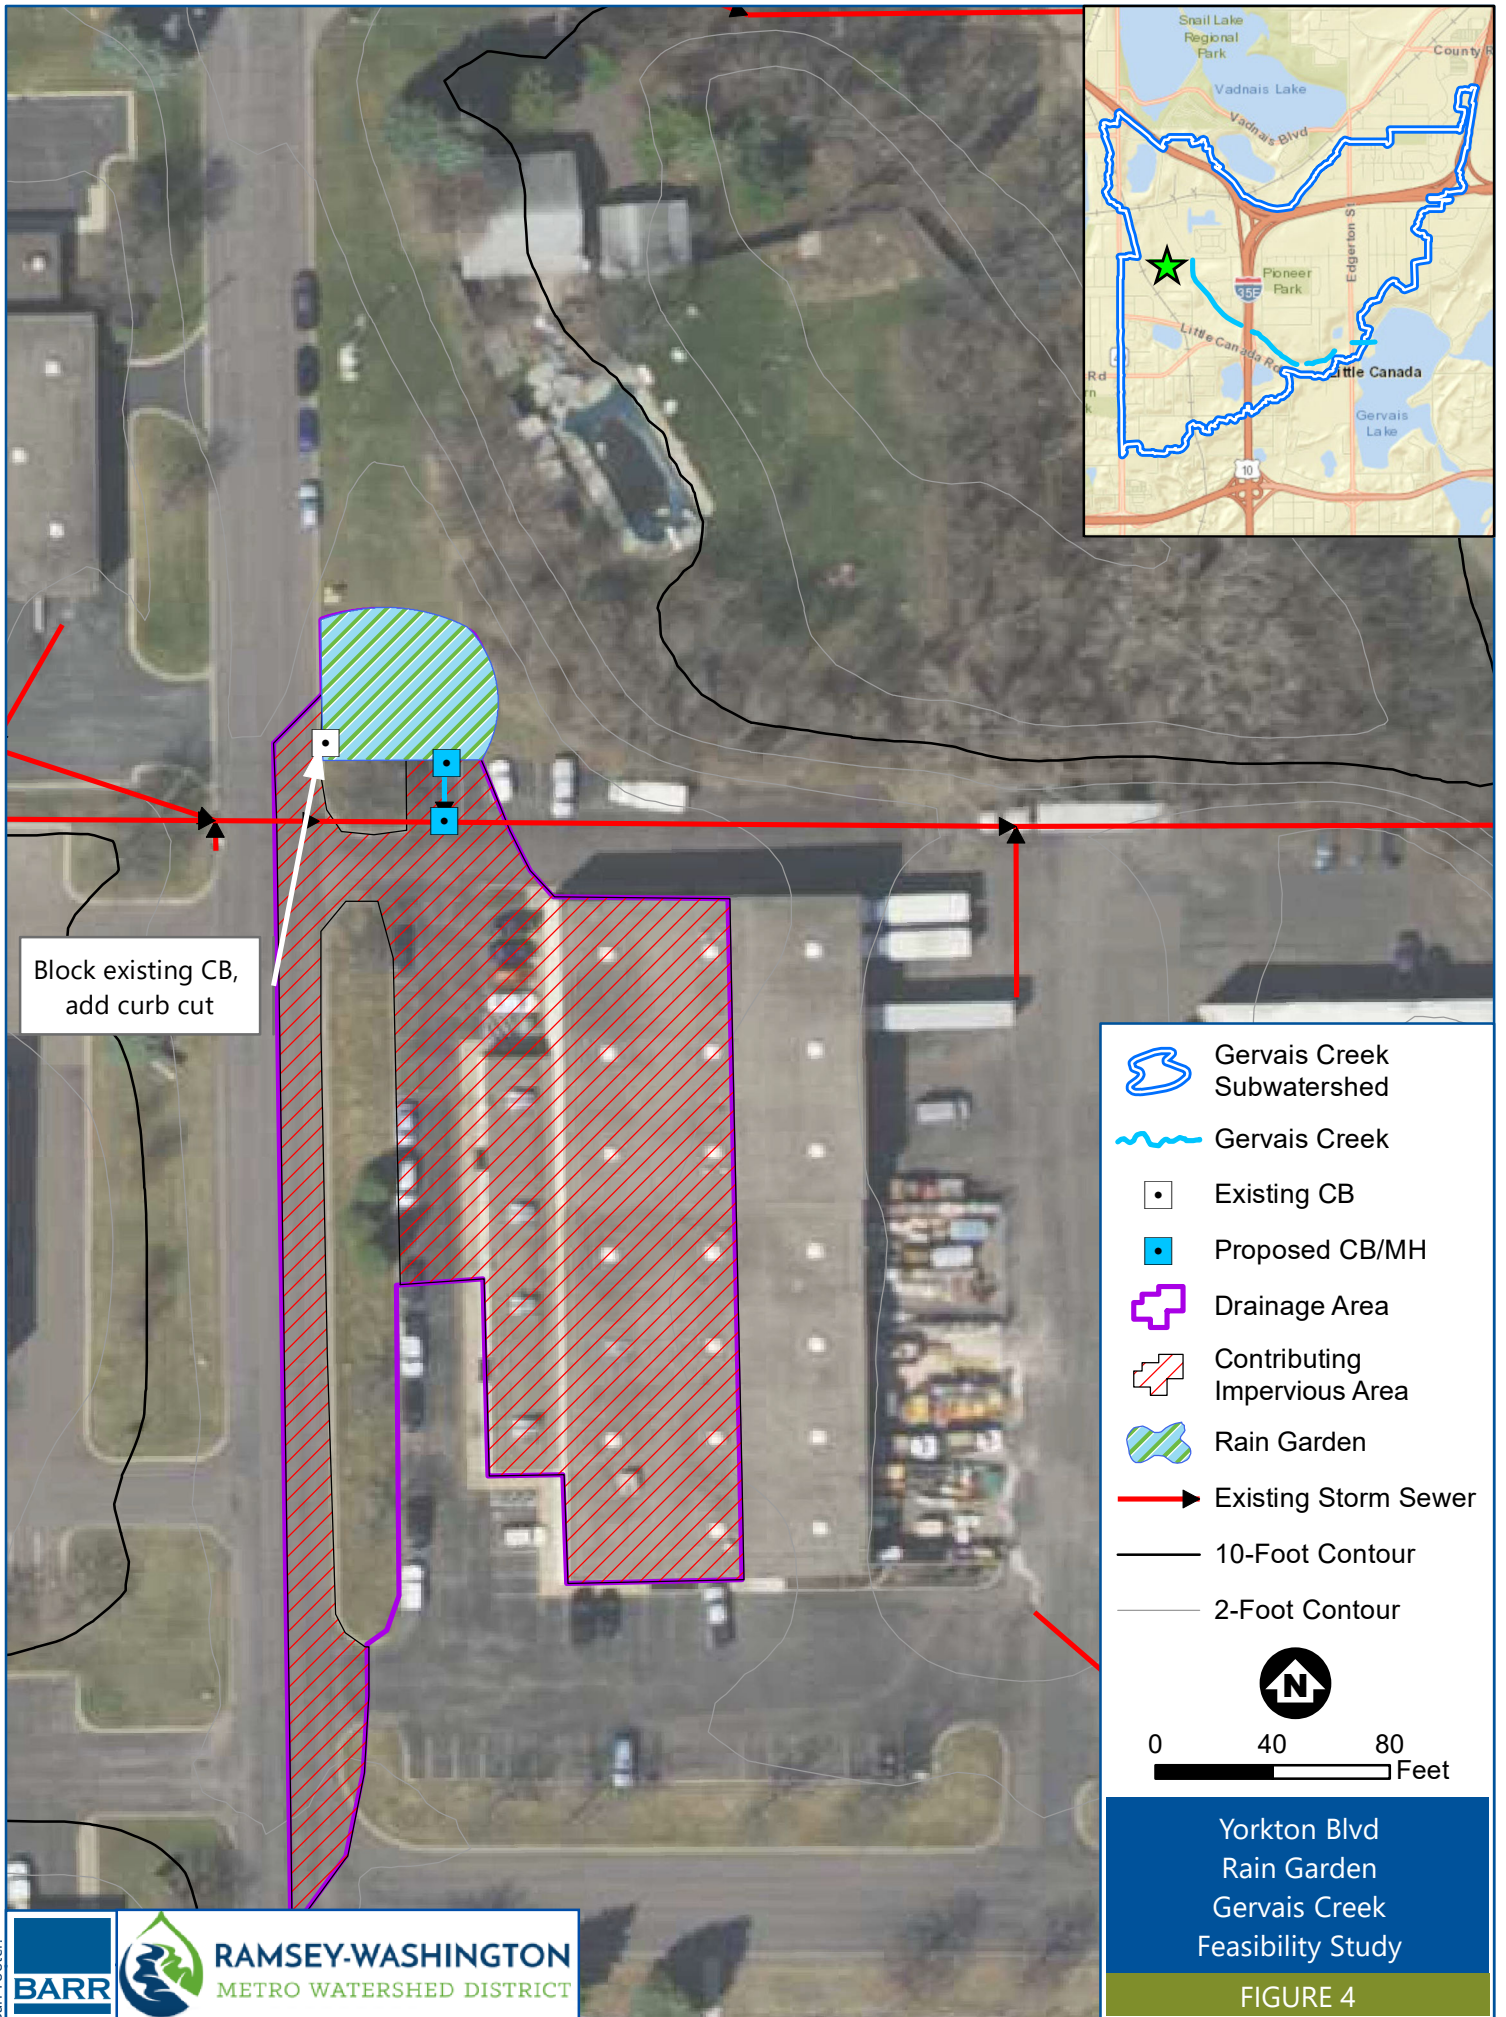 Snail Lake
Regional
Park
County R
Vadnais Lake
Vadnais Blvd
Edgerton St
Pioneer
Park
35E
Little Canada Rd
Rd
rn
k
Little Canada
Gervais
Lake
10
Block existing CB,
add curb cut
Gervais Creek
Subwatershed
Gervais Creek
Existing CB
Proposed CB/MH
Drainage Area
Contributing
Impervious Area
Rain Garden
Existing Storm Sewer
10-Foot Contour
2-Foot Contour
N
0 40 80
Feet
Yorkton Blvd
Rain Garden
Gervais Creek
Feasibility Study
FIGURE 4
BARR
RAMSEY-WASHINGTON
METRO WATERSHED DISTRICT